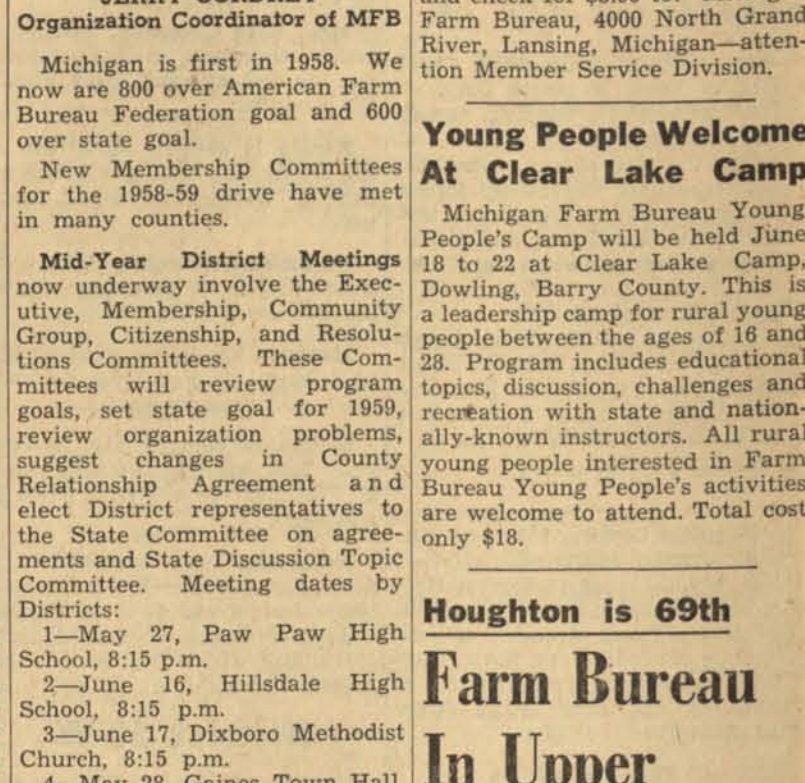 Organization Coordinator of MFB
Michigan is first in 1958. We
now are 800 over American Farm
Bureau Federation goal and 600
over state goal.
New Membership Committees
for the 1958-59 drive have met
in many counties.
Mid-Year District Meetings
now underway involve the Exec-
utive, Membership, Community
Group, Citizenship, and Resolu-
tions Committees. These Com-
mittees will review program
goals, set state goal for 1959,
review organization problems,
suggest changes in County
Relationship Agreement and
elect District representatives to
the State Committee on agree-
ments and State Discussion Topic
Committee. Meeting dates by
Districts:
1—May 27, Paw Paw High
School, 8:15 p.m.
2—June 16, Hillsdale High
School, 8:15 p.m.
3—June 17, Dixboro Methodist
Church, 8:15 p.m.
4—May 28, Gaines Town Hall,
Farm Bureau, 4000 North Grand
River, Lansing, Michigan—atten-
tion Member Service Division.
Young People Welcome
At Clear Lake Camp
Michigan Farm Bureau Young
People's Camp will be held June
18 to 22 at Clear Lake Camp,
Dowling, Barry County. This is
a leadership camp for rural young
people between the ages of 16 and
28. Program includes educational
topics, discussion, challenges and
recreation with state and nation-
ally-known instructors. All rural
young people interested in Farm
Bureau Young People's activities
are welcome to attend. Total cost
only $18.
Houghton is 69th
Farm Bureau
In Upper